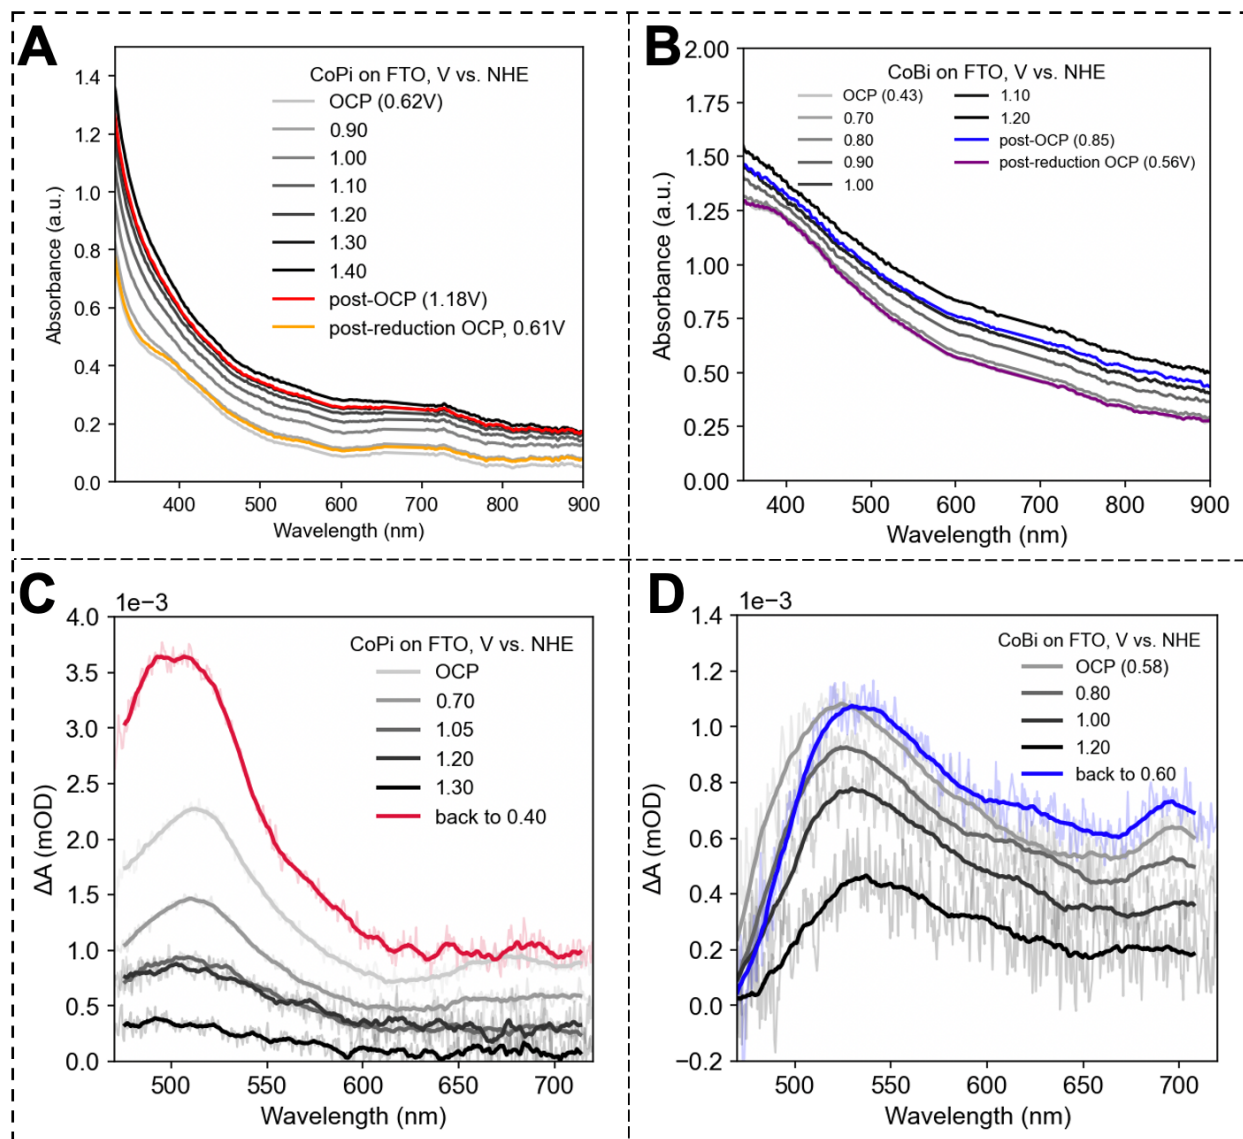 A
CoPi on FTO, V vs. NHE
OCP (0.62V)
0.90
1.00
1.10
1.20
1.30
1.40
post-OCP (1.18V)
post-reduction OCP, 0.61V
Absorbance (a.u.)
1.4
1.2
1.0
0.8
0.6
0.4
0.2
0.0
400 500 600 700 800 900
Wavelength (nm)
B
CoBi on FTO, V vs. NHE
OCP (0.43)
0.70
0.80
0.90
1.00
1.10
1.20
post-OCP (0.85)
post-reduction OCP (0.56V)
Absorbance (a.u.)
2.00
1.75
1.50
1.25
1.00
0.75
0.50
0.25
0.00
400 500 600 700 800 900
Wavelength (nm)
C
1e−3
CoPi on FTO, V vs. NHE
OCP
0.70
1.05
1.20
1.30
back to 0.40
ΔA (mOD)
4.0
3.5
3.0
2.5
2.0
1.5
1.0
0.5
0.0
500 550 600 650 700
Wavelength (nm)
D
1e−3
CoBi on FTO, V vs. NHE
OCP (0.58)
0.80
1.00
1.20
back to 0.60
ΔA (mOD)
1.4
1.2
1.0
0.8
0.6
0.4
0.2
0.0
−0.2
500 550 600 650 700
Wavelength (nm)